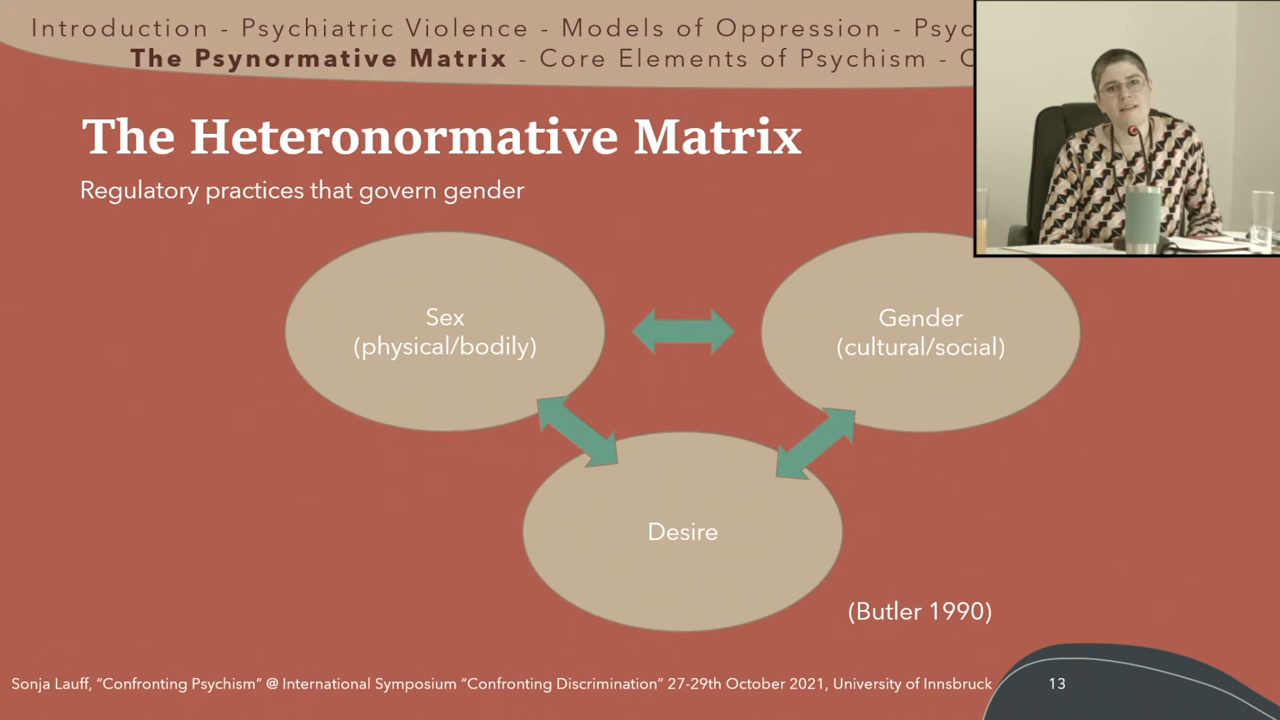 Introduction - Psychiatric Violence - Models of Oppression - Psyc
The Psynormative Matrix - Core Elements of Psychism - C
The Heteronormative Matrix
Regulatory practices that govern gender
Sex
(physical/bodily)
Gender
(cultural/social)
Desire
(Butler 1990)
Sonja Lauff, “Confronting Psychism” @ International Symposium “Confronting Discrimination” 27-29th October 2021, University of Innsbruck
13